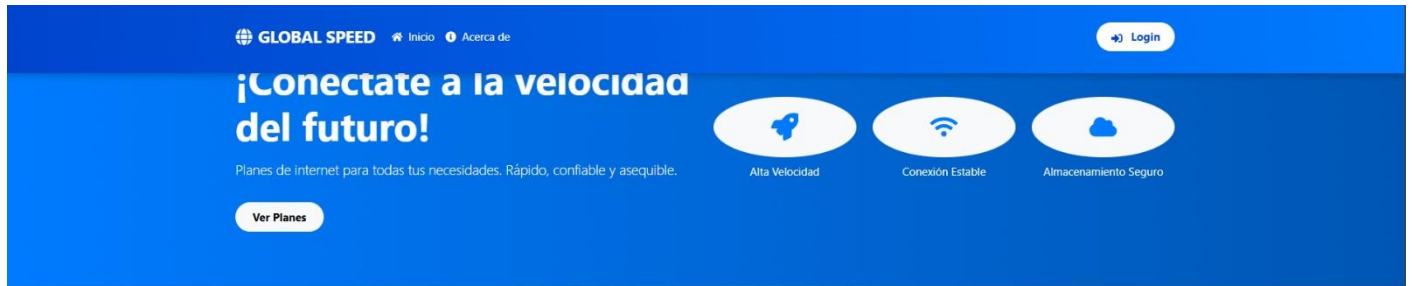 GLOBAL SPEED Inicio Acerca de Login
¡Conectate a la velocidad
del futuro!
Planes de internet para todas tus necesidades. Rápido, confiable y asequible.
Ver Planes
Alta Velocidad Conexión Estable Almacenamiento Seguro